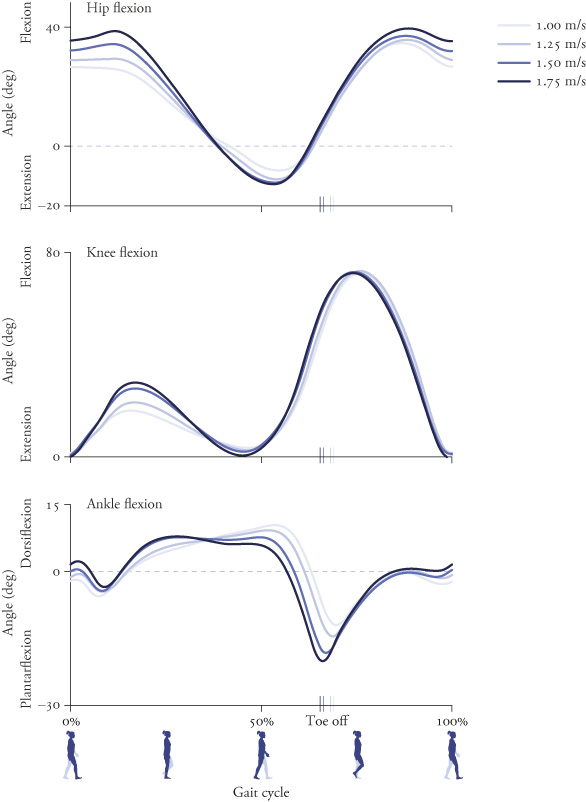 Hip flexion
Flexion
Angle (deg)
Extension
40
0
−20
1.00 m/s
1.25 m/s
1.50 m/s
1.75 m/s
Knee flexion
Flexion
Angle (deg)
Extension
80
0
Ankle flexion
Dorsiflexion
Angle (deg)
Plantarflexion
15
0
−30
0%
50%
Toe off
100%
Gait cycle